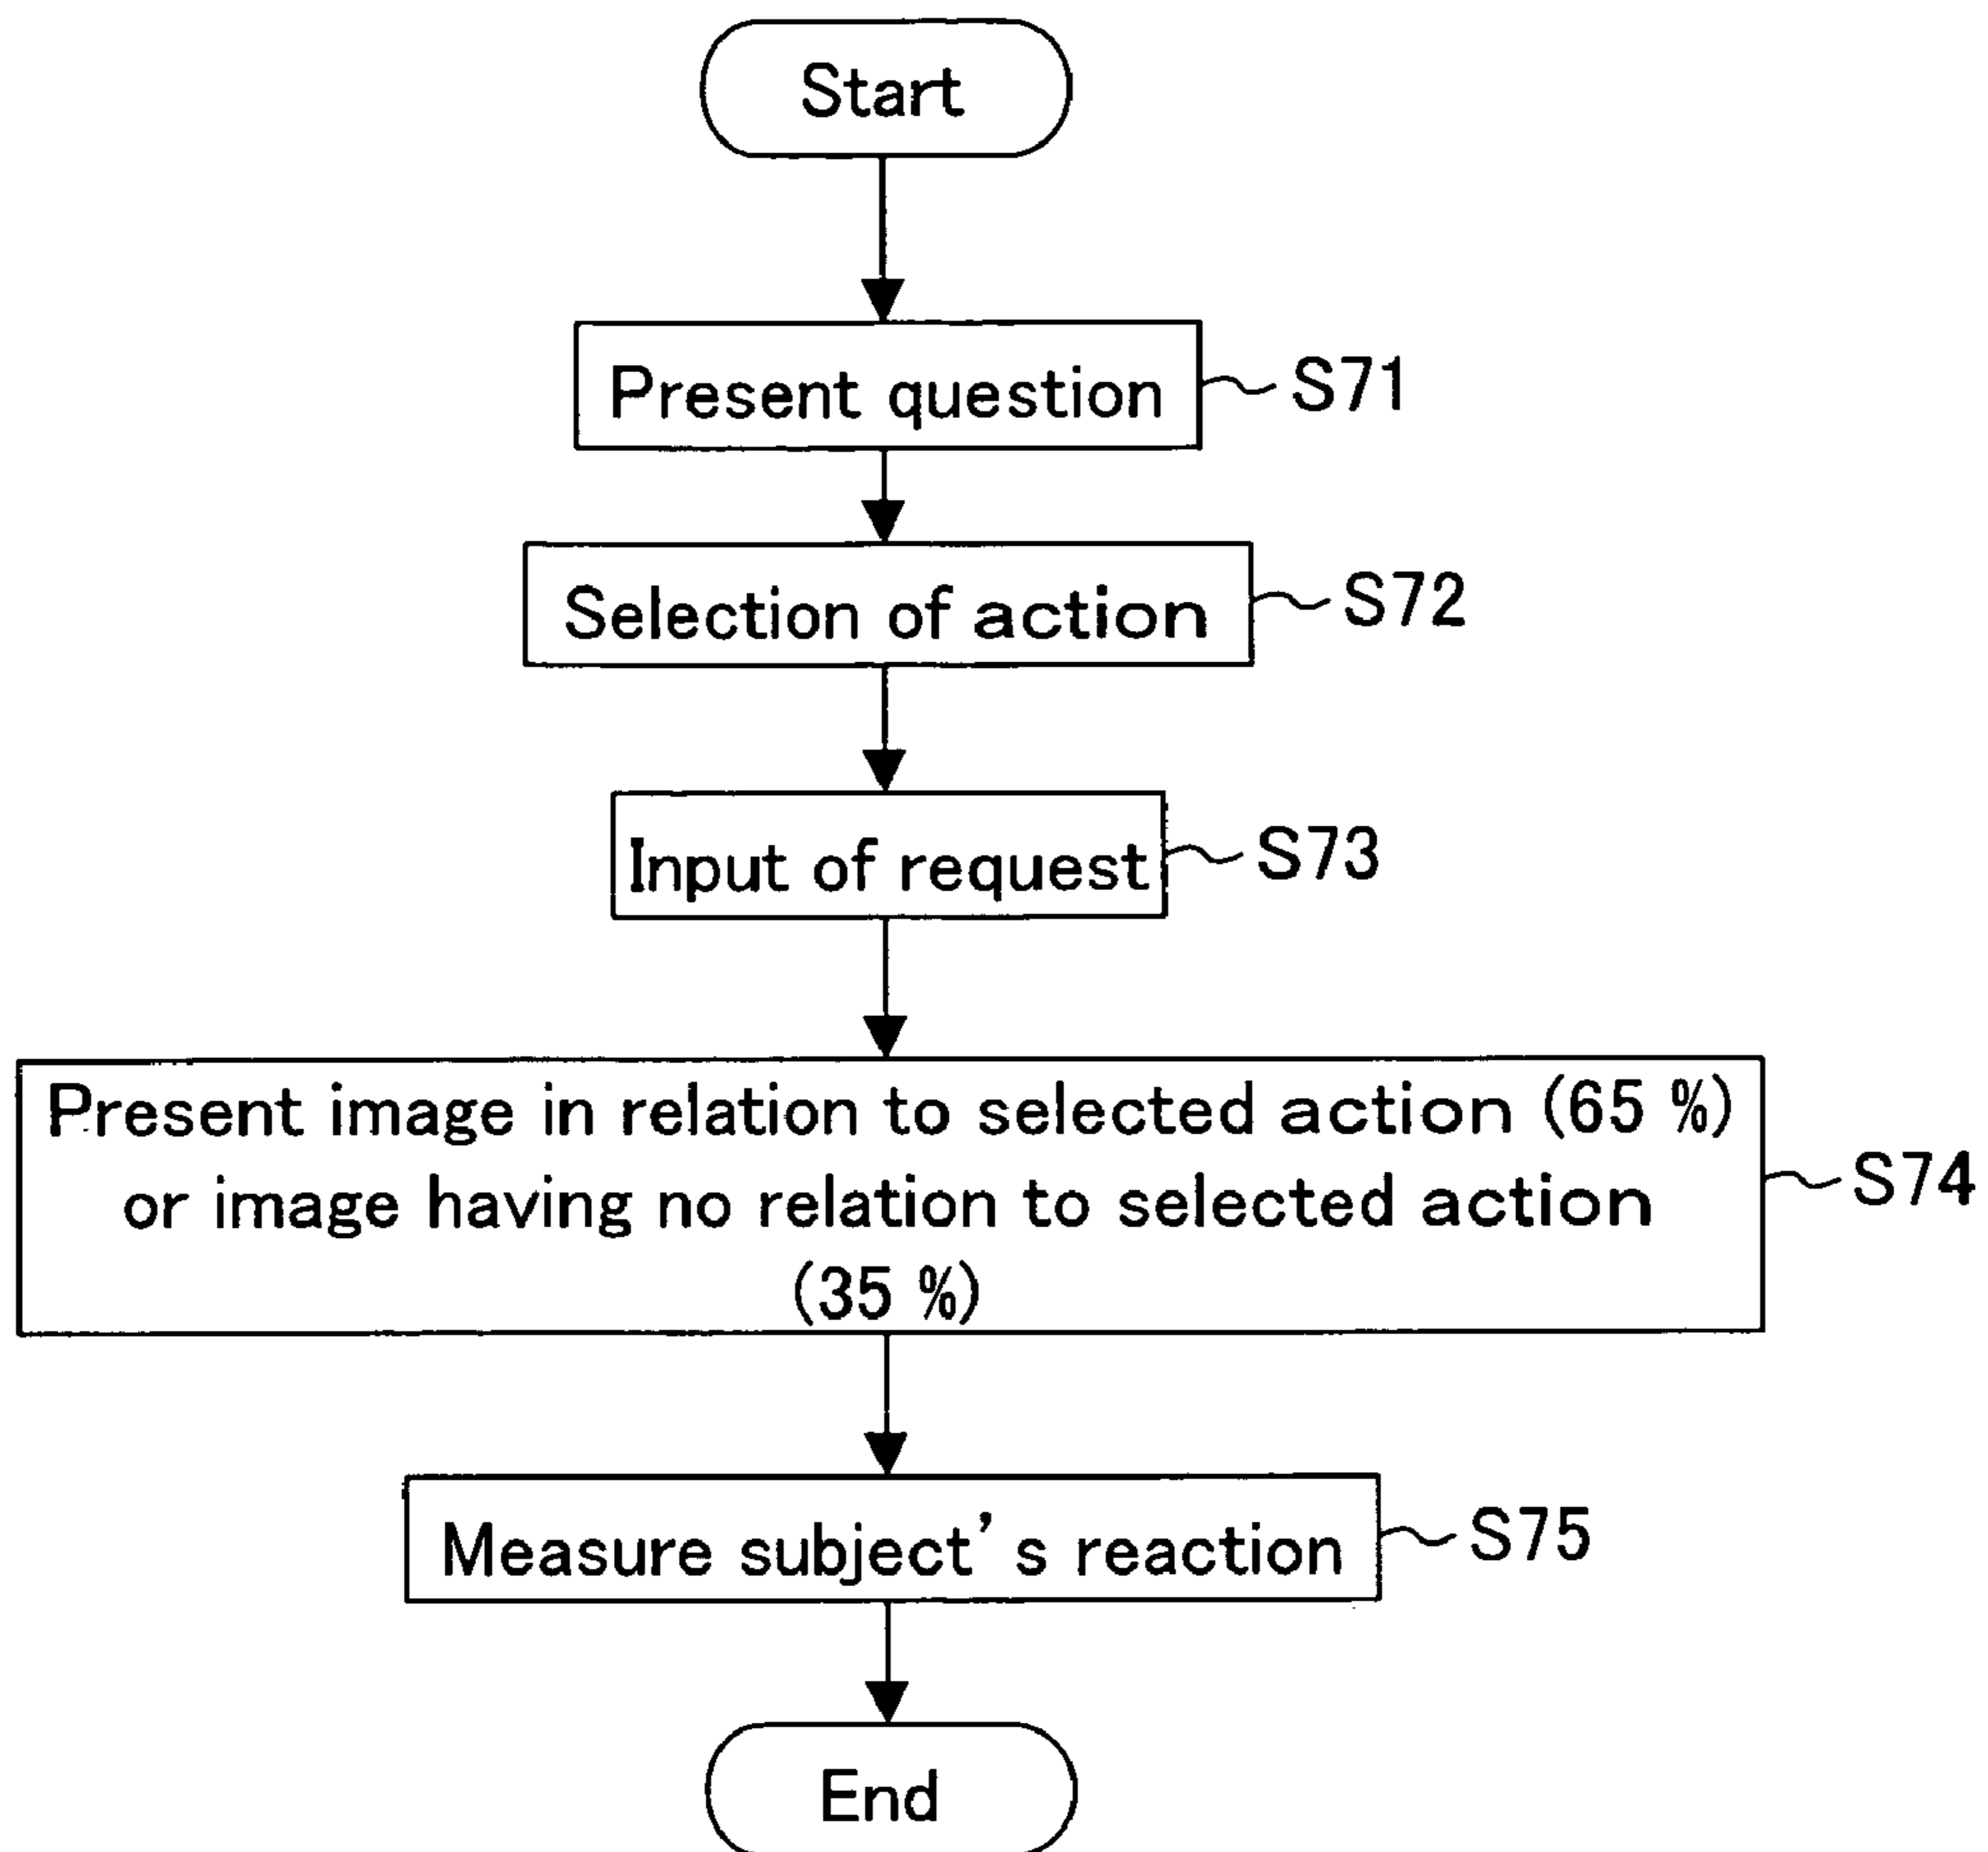 Start
Present question
S71
Selection of action
S72
Input of request
S73
Present image in relation to selected action (65 %)
or image having no relation to selected action
(35 %)
S74
Measure subject's reaction
S75
End